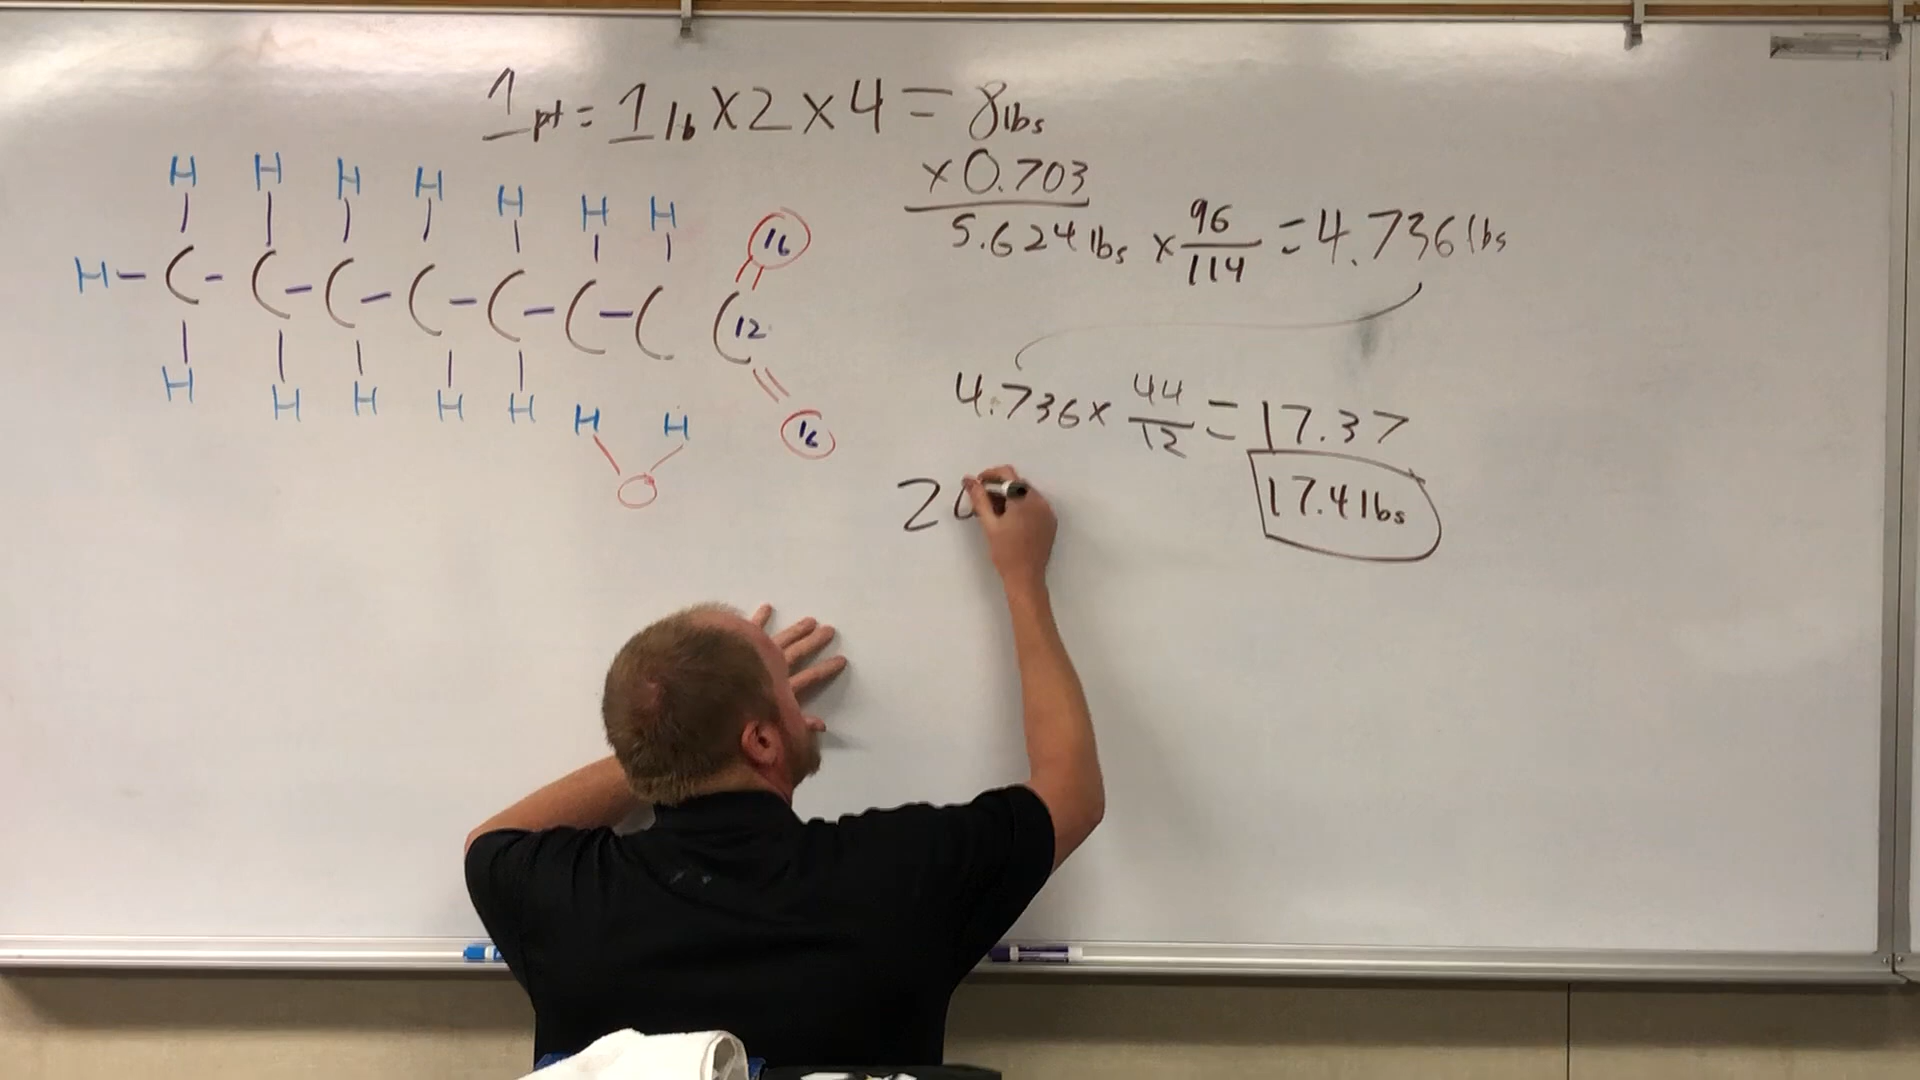 1 pt = 1 lb x 2 x 4 = 8 lbs
x 0.703
5.624 lbs x 96/114 = 4.736 lbs
H H H H H H H
16
H - C - C - C - C - C - C - C C 12
H H H H H H H
16
O
4.736 x 44/12 = 17.37
17.4 lbs
20